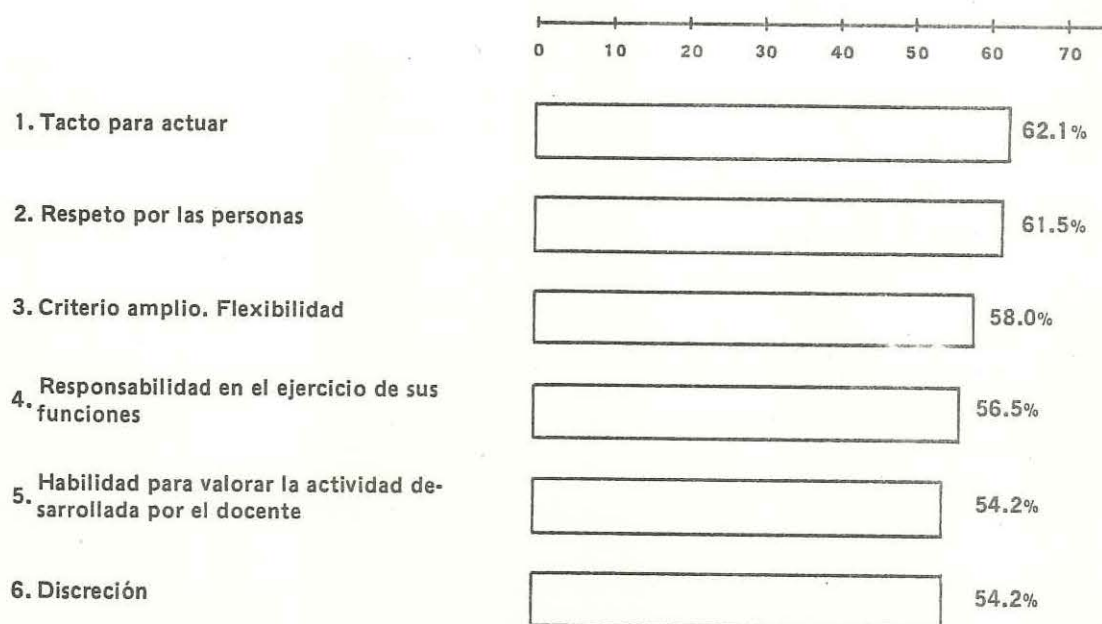 0 10 20 30 40 50 60 70
1. Tacto para actuar
62.1%
2. Respeto por las personas
61.5%
3. Criterio amplio. Flexibilidad
58.0%
4. Responsabilidad en el ejercicio de sus
funciones
56.5%
5. Habilidad para valorar la actividad de-
sarrollada por el docente
54.2%
6. Discreción
54.2%